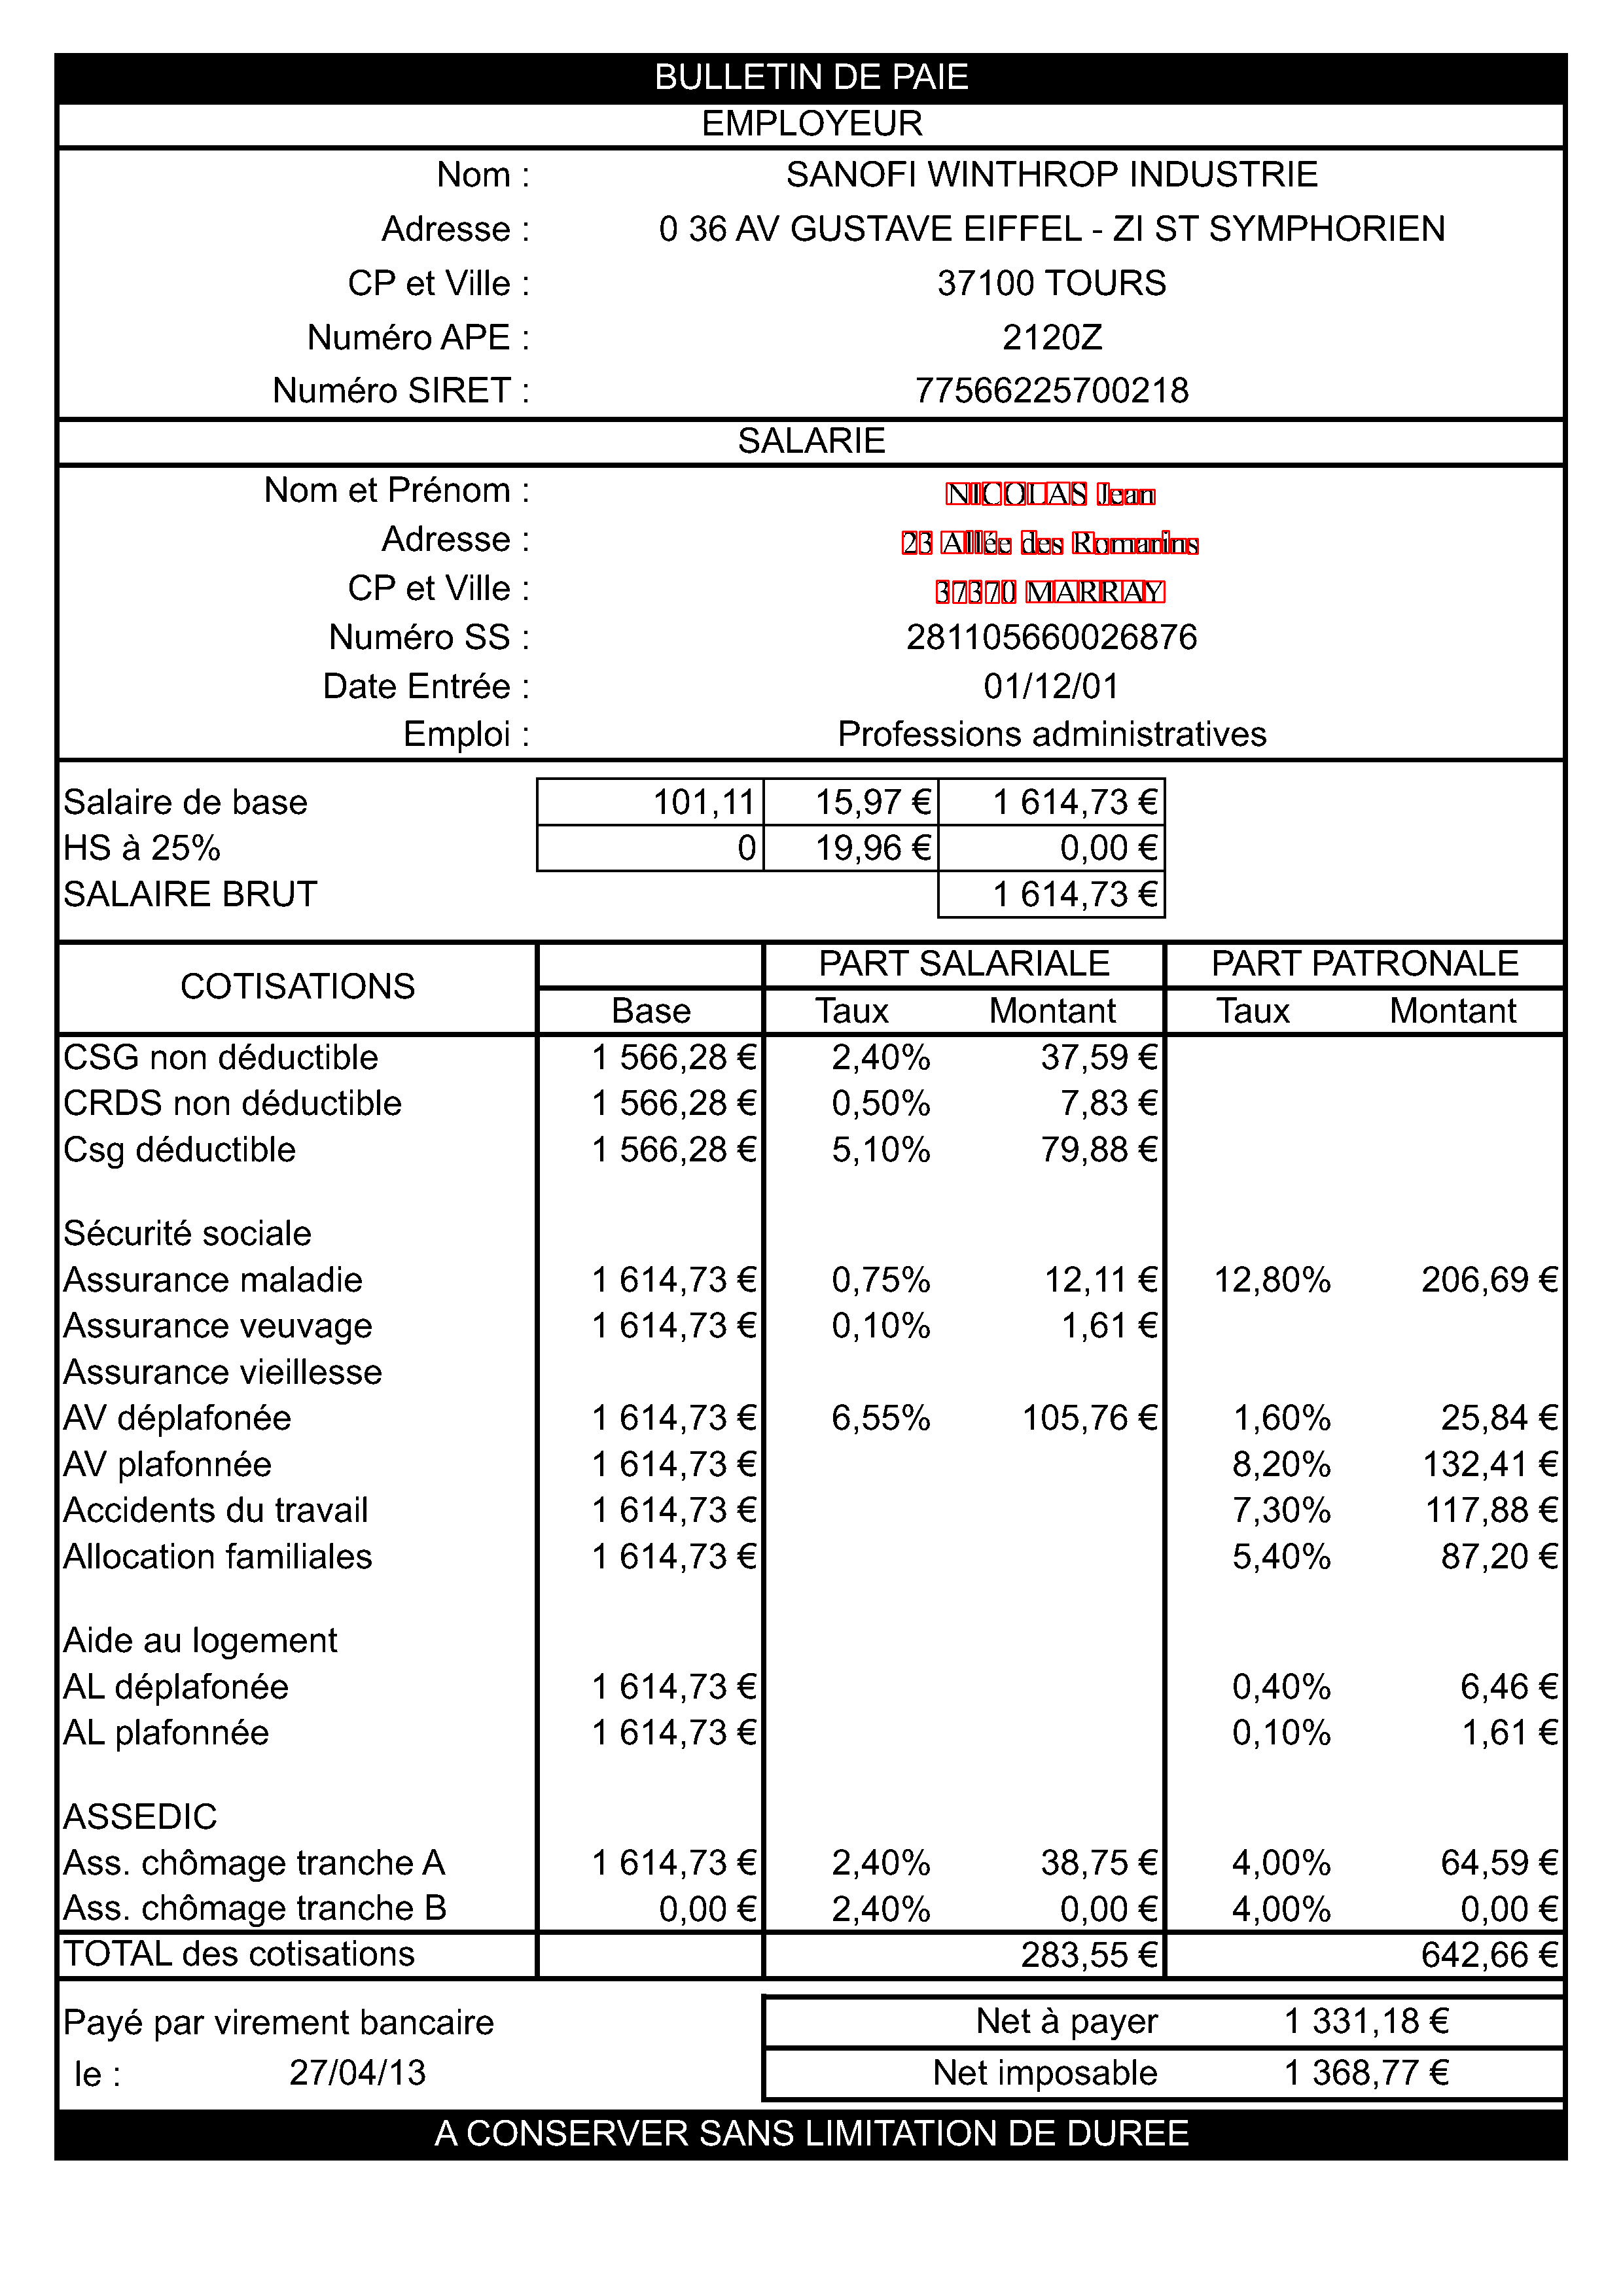 BULLETIN DE PAIE
EMPLOYEUR
Nom : SANOFI WINTHROP INDUSTRIE
Adresse : 0 36 AV GUSTAVE EIFFEL - ZI ST SYMPHORIEN
CP et Ville : 37100 TOURS
Numéro APE : 2120Z
Numéro SIRET : 77566225700218
SALARIE
Nom et Prénom : NICOLAS Jean
Adresse : 23 Allée des Romarins
CP et Ville : 37370 MARRAY
Numéro SS : 281105660026876
Date Entrée : 01/12/01
Emploi : Professions administratives
Salaire de base 101,11 15,97 € 1 614,73 €
HS à 25% 0 19,96 € 0,00 €
SALAIRE BRUT 1 614,73 €
COTISATIONS PART SALARIALE PART PATRONALE
Base Taux Montant Taux Montant
CSG non déductible 1 566,28 € 2,40% 37,59 €
CRDS non déductible 1 566,28 € 0,50% 7,83 €
Csg déductible 1 566,28 € 5,10% 79,88 €
Sécurité sociale
Assurance maladie 1 614,73 € 0,75% 12,11 € 12,80% 206,69 €
Assurance veuvage 1 614,73 € 0,10% 1,61 €
Assurance vieillesse
AV déplafonée 1 614,73 € 6,55% 105,76 € 1,60% 25,84 €
AV plafonnée 1 614,73 € 8,20% 132,41 €
Accidents du travail 1 614,73 € 7,30% 117,88 €
Allocation familiales 1 614,73 € 5,40% 87,20 €
Aide au logement
AL déplafonée 1 614,73 € 0,40% 6,46 €
AL plafonnée 1 614,73 € 0,10% 1,61 €
ASSEDIC
Ass. chômage tranche A 1 614,73 € 2,40% 38,75 € 4,00% 64,59 €
Ass. chômage tranche B 0,00 € 2,40% 0,00 € 4,00% 0,00 €
TOTAL des cotisations 283,55 € 642,66 €
Payé par virement bancaire Net à payer 1 331,18 €
le : 27/04/13 Net imposable 1 368,77 €
A CONSERVER SANS LIMITATION DE DUREE